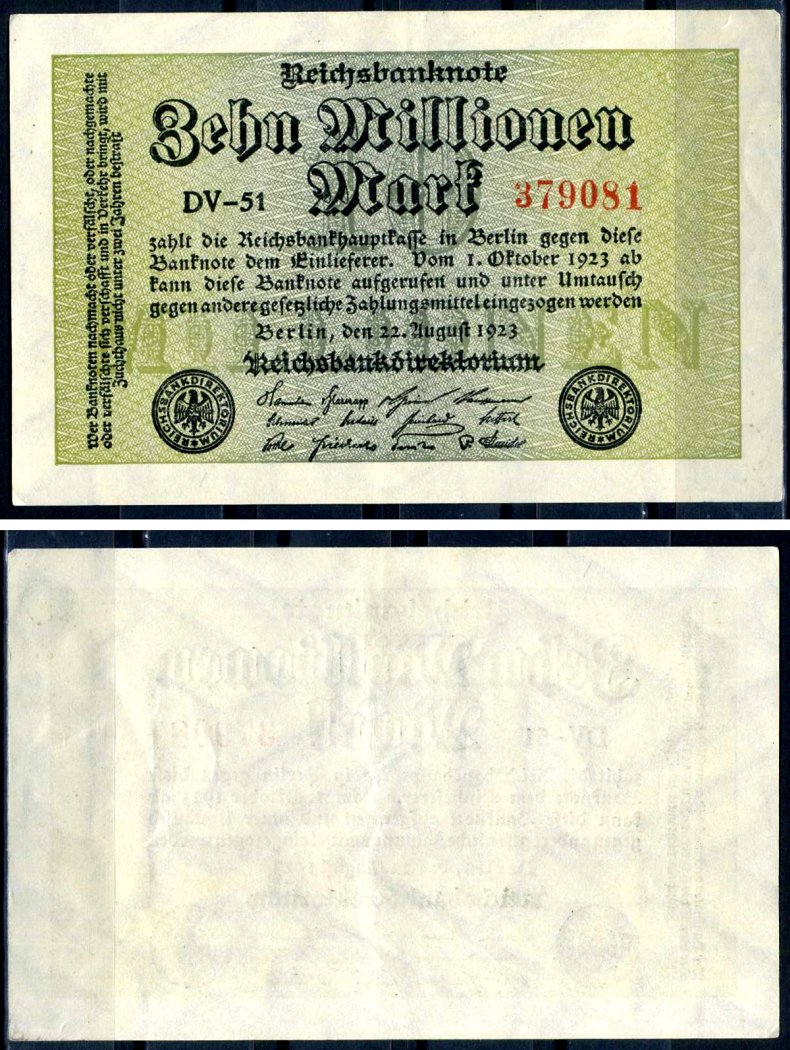 Reichsbanknote
Zehn Millionen
Mark
DV-51
379081
zahlt die Reichsbankhauptkasse in Berlin gegen diese
Banknote dem Einlieferer. Vom 1. Oktober 1923 ab
kann diese Banknote aufgerufen und unter Umtausch
gegen andere gesetzliche Zahlungsmittel eingezogen werden
Berlin, den 22. August 1923
Reichsbankdirektorium
REICHSBANKDIREKTORIUM
REICHSBANKDIREKTORIUM
Wer Banknoten nachmacht oder verfälscht, oder nachgemachte
oder verfälschte sich verschafft und in Verkehr bringt, wird mit
Zuchthaus nicht unter zwei Jahren bestraft